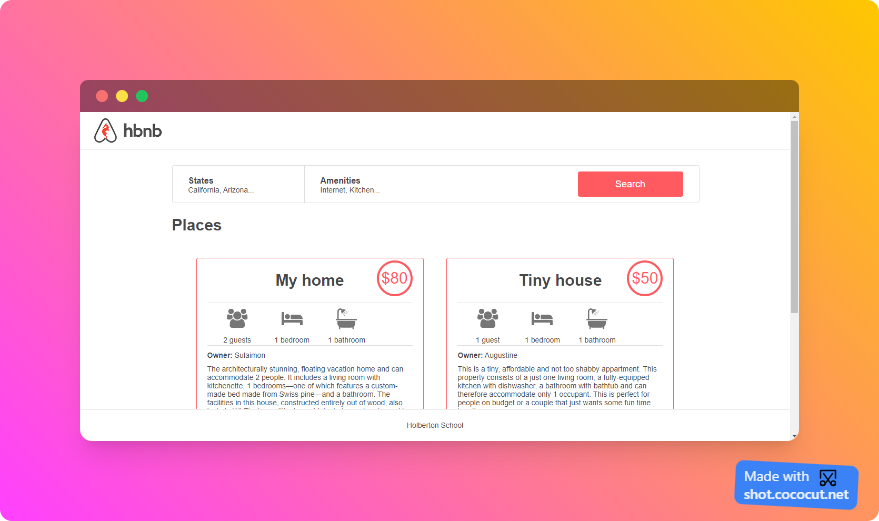 hbnb
States
California, Arizona...
Amenities
Internet, Kitchen...
Search
Places
My home
$80
2 guests
1 bedroom
1 bathroom
Owner: Sulaimon
The architecturally stunning, floating vacation home and can
accommodate 2 people. It includes a living room with
kitchenette, 1 bedrooms—one of which features a custom-
made bed made from Swiss pine—and a bathroom. The
facilities in this house, constructed entirely out of wood, also
Tiny house
$50
1 guest
1 bedroom
1 bathroom
Owner: Augustine
This is a tiny, affordable and not too shabby appartment. This
property consists of a just one living room, a fully-equipped
kitchen with dishwasher, a bathroom with bathtub and can
therefore accommodate only 1 occupant. This is perfect for
people on budget or a couple that just wants some fun time
Holberton School
Made with
shot.cococut.net